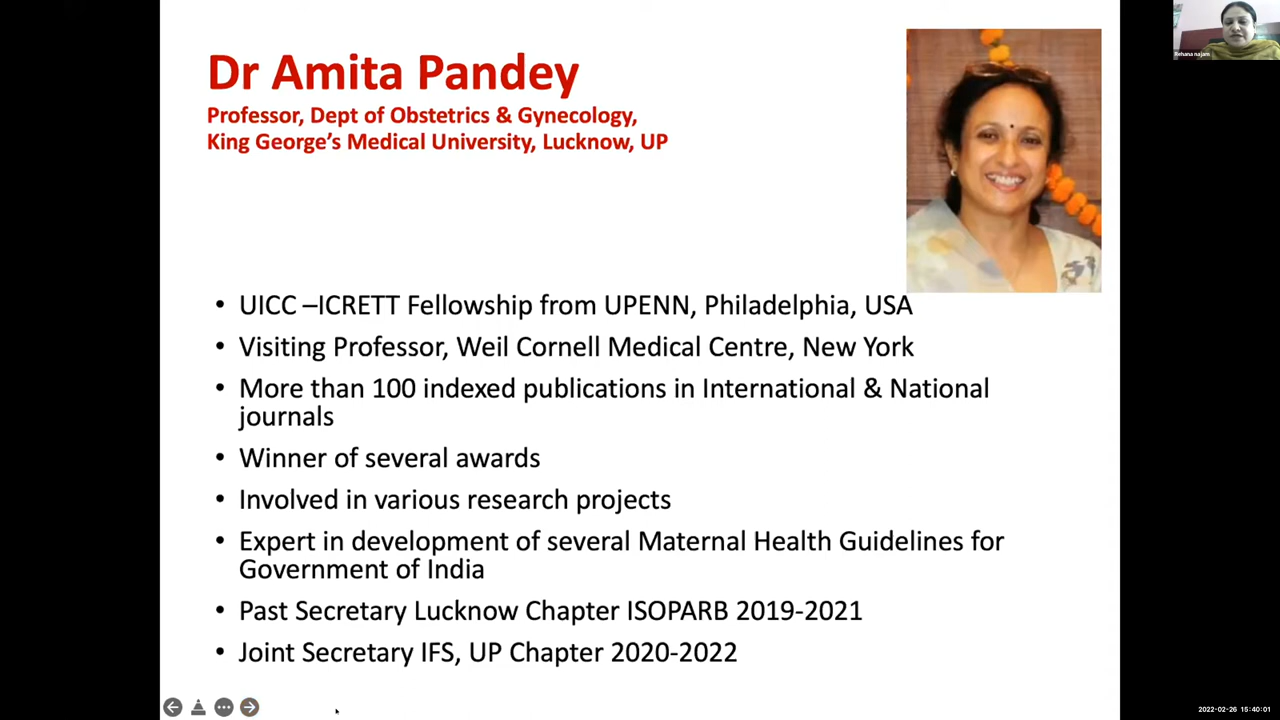 Dr Amita Pandey
Professor, Dept of Obstetrics & Gynecology,
King George's Medical University, Lucknow, UP
Rehana najam
• UICC –ICRETT Fellowship from UPENN, Philadelphia, USA
• Visiting Professor, Weil Cornell Medical Centre, New York
• More than 100 indexed publications in International & National
journals
• Winner of several awards
• Involved in various research projects
• Expert in development of several Maternal Health Guidelines for
Government of India
• Past Secretary Lucknow Chapter ISOPARB 2019-2021
• Joint Secretary IFS, UP Chapter 2020-2022
2022-02-26 15:40:01